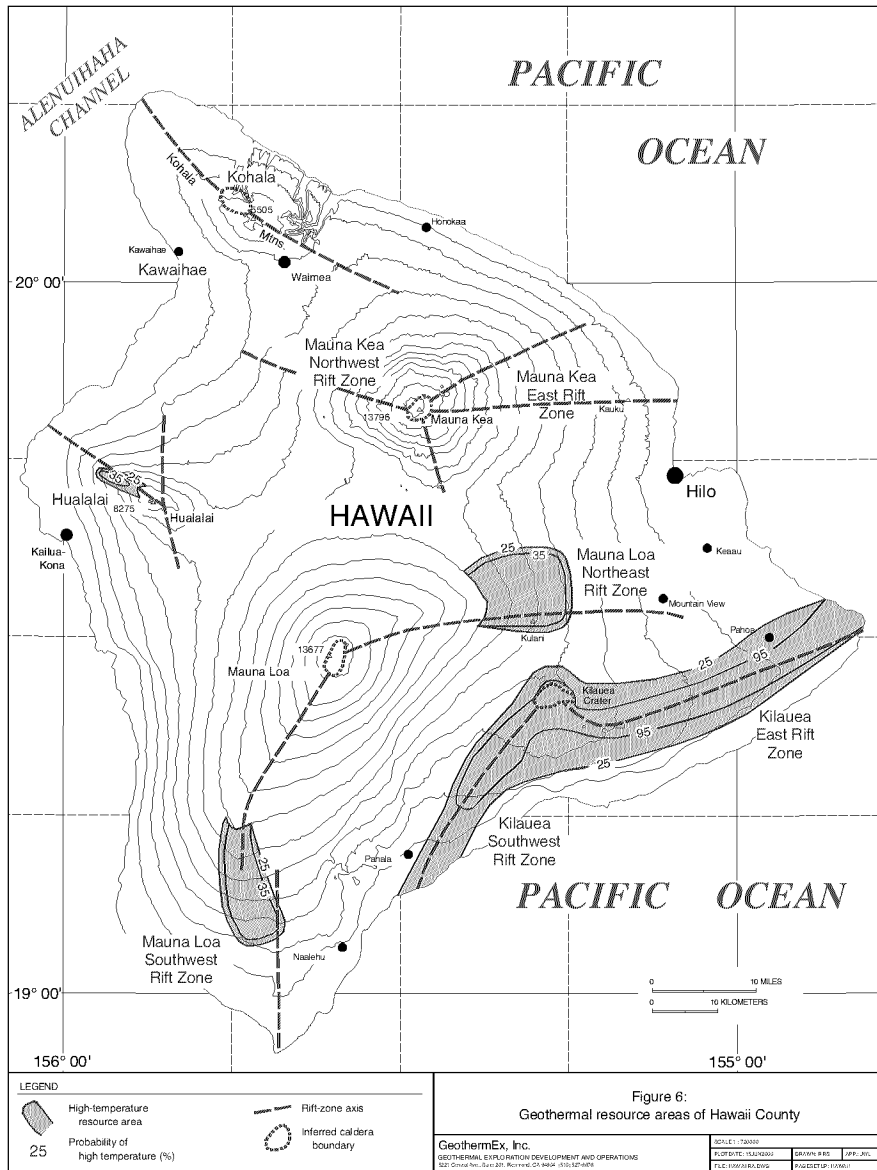 ALENUIHAHA
CHANNEL
PACIFIC
OCEAN
Kohala
Kohala
5505
Mtns.
Honokaa
Kawaihae
Kawaihae
Waimea
20° 00'
Mauna Kea
Northwest
Rift Zone
Mauna Kea
East Rift
Zone
Kauku
13796
Mauna Kea
35
25
Hualalai
8275
Hualalai
Hilo
HAWAII
Kailua-
Kona
25
35
Mauna Loa
Northeast
Rift Zone
Keaau
Mountain View
Kulani
Pahoa
13677
Mauna Loa
25
95
Kilauea
Crater
95
25
Kilauea
East Rift
Zone
Kilauea
Southwest
Rift Zone
Pahala
25
35
PACIFIC OCEAN
Mauna Loa
Southwest
Rift Zone
Naalehu
0 10 MILES
0 10 KILOMETERS
19° 00'
156° 00'
155° 00'
LEGEND
High-temperature
resource area
25 Probability of
high temperature (%)
Rift-zone axis
Inferred caldera
boundary
Figure 6:
Geothermal resource areas of Hawaii County
GeothermEx, Inc.
GEOTHERMAL EXPLORATION DEVELOPMENT AND OPERATIONS